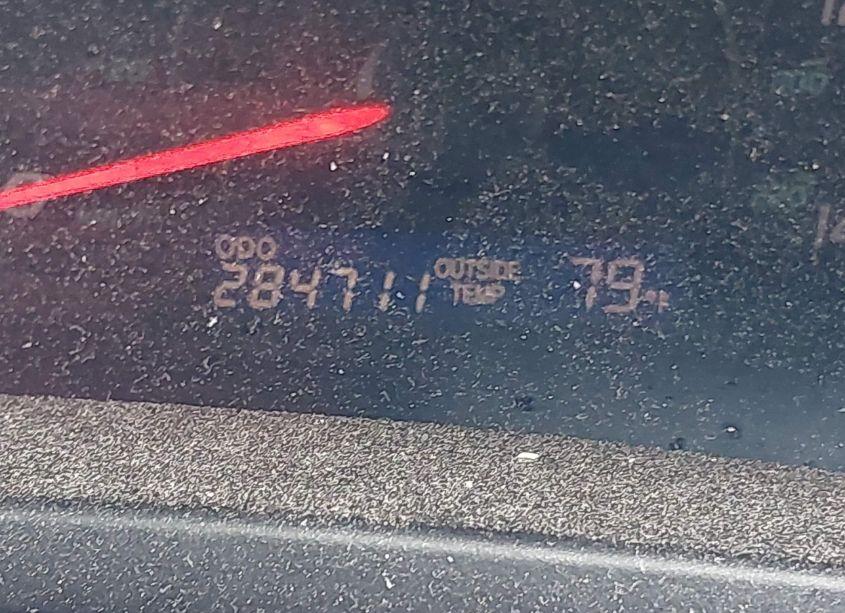 ODO
284711
OUTSIDE
TEMP
79°F